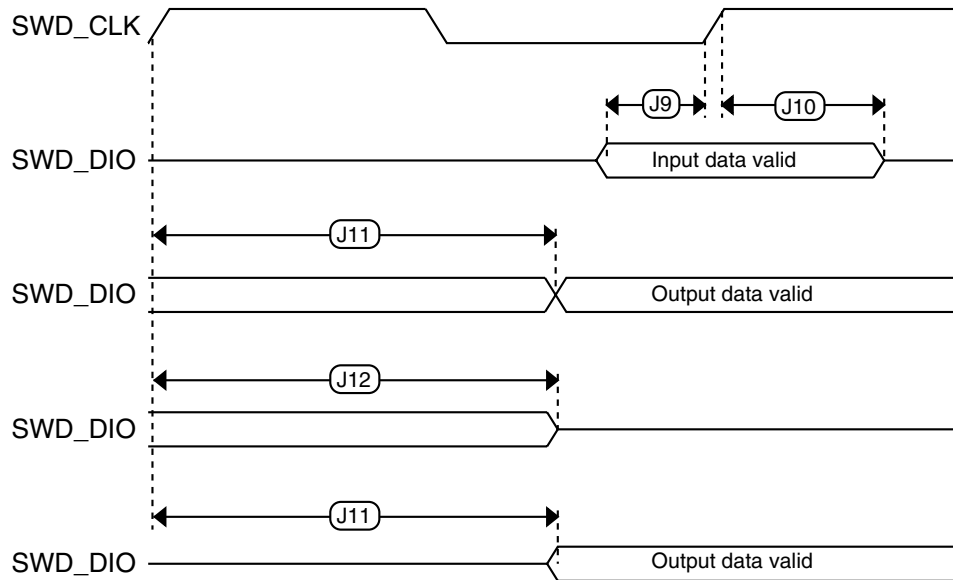 SWD_CLK
J9
J10
SWD_DIO
Input data valid
J11
SWD_DIO
Output data valid
J12
SWD_DIO
J11
SWD_DIO
Output data valid